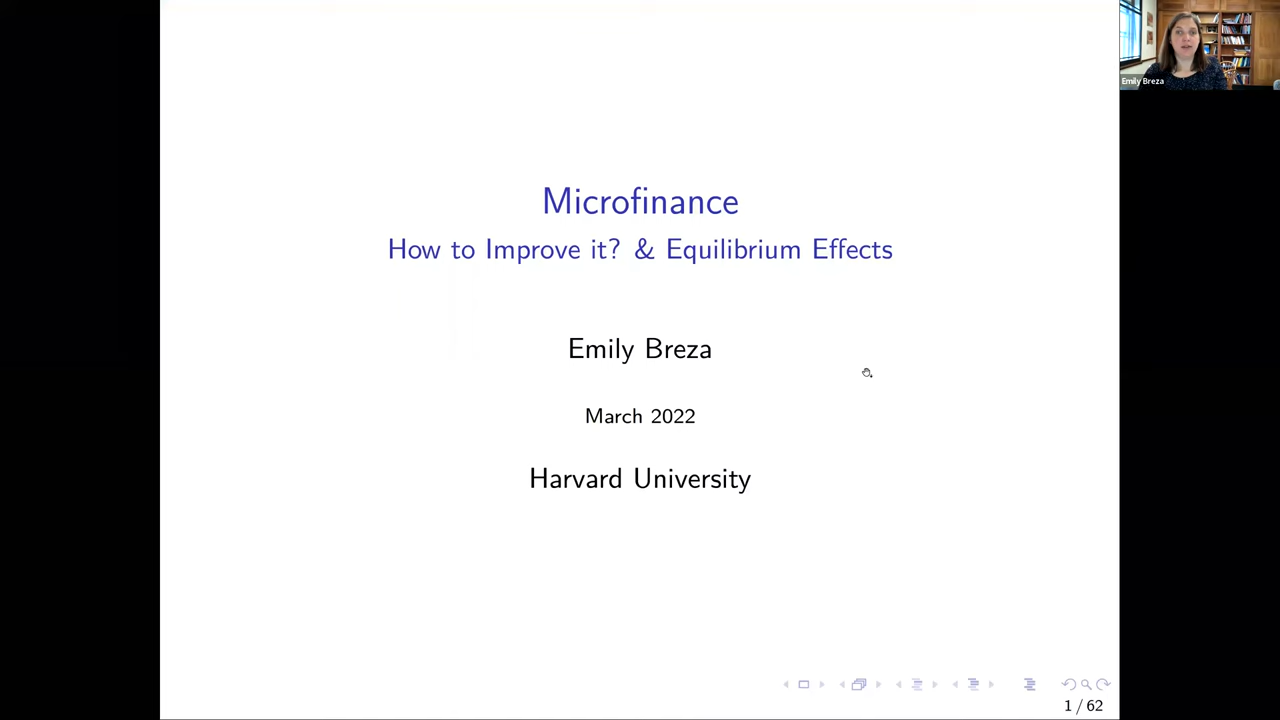 Microfinance
How to Improve it? & Equilibrium Effects
Emily Breza
March 2022
Harvard University
1 / 62
Emily Breza